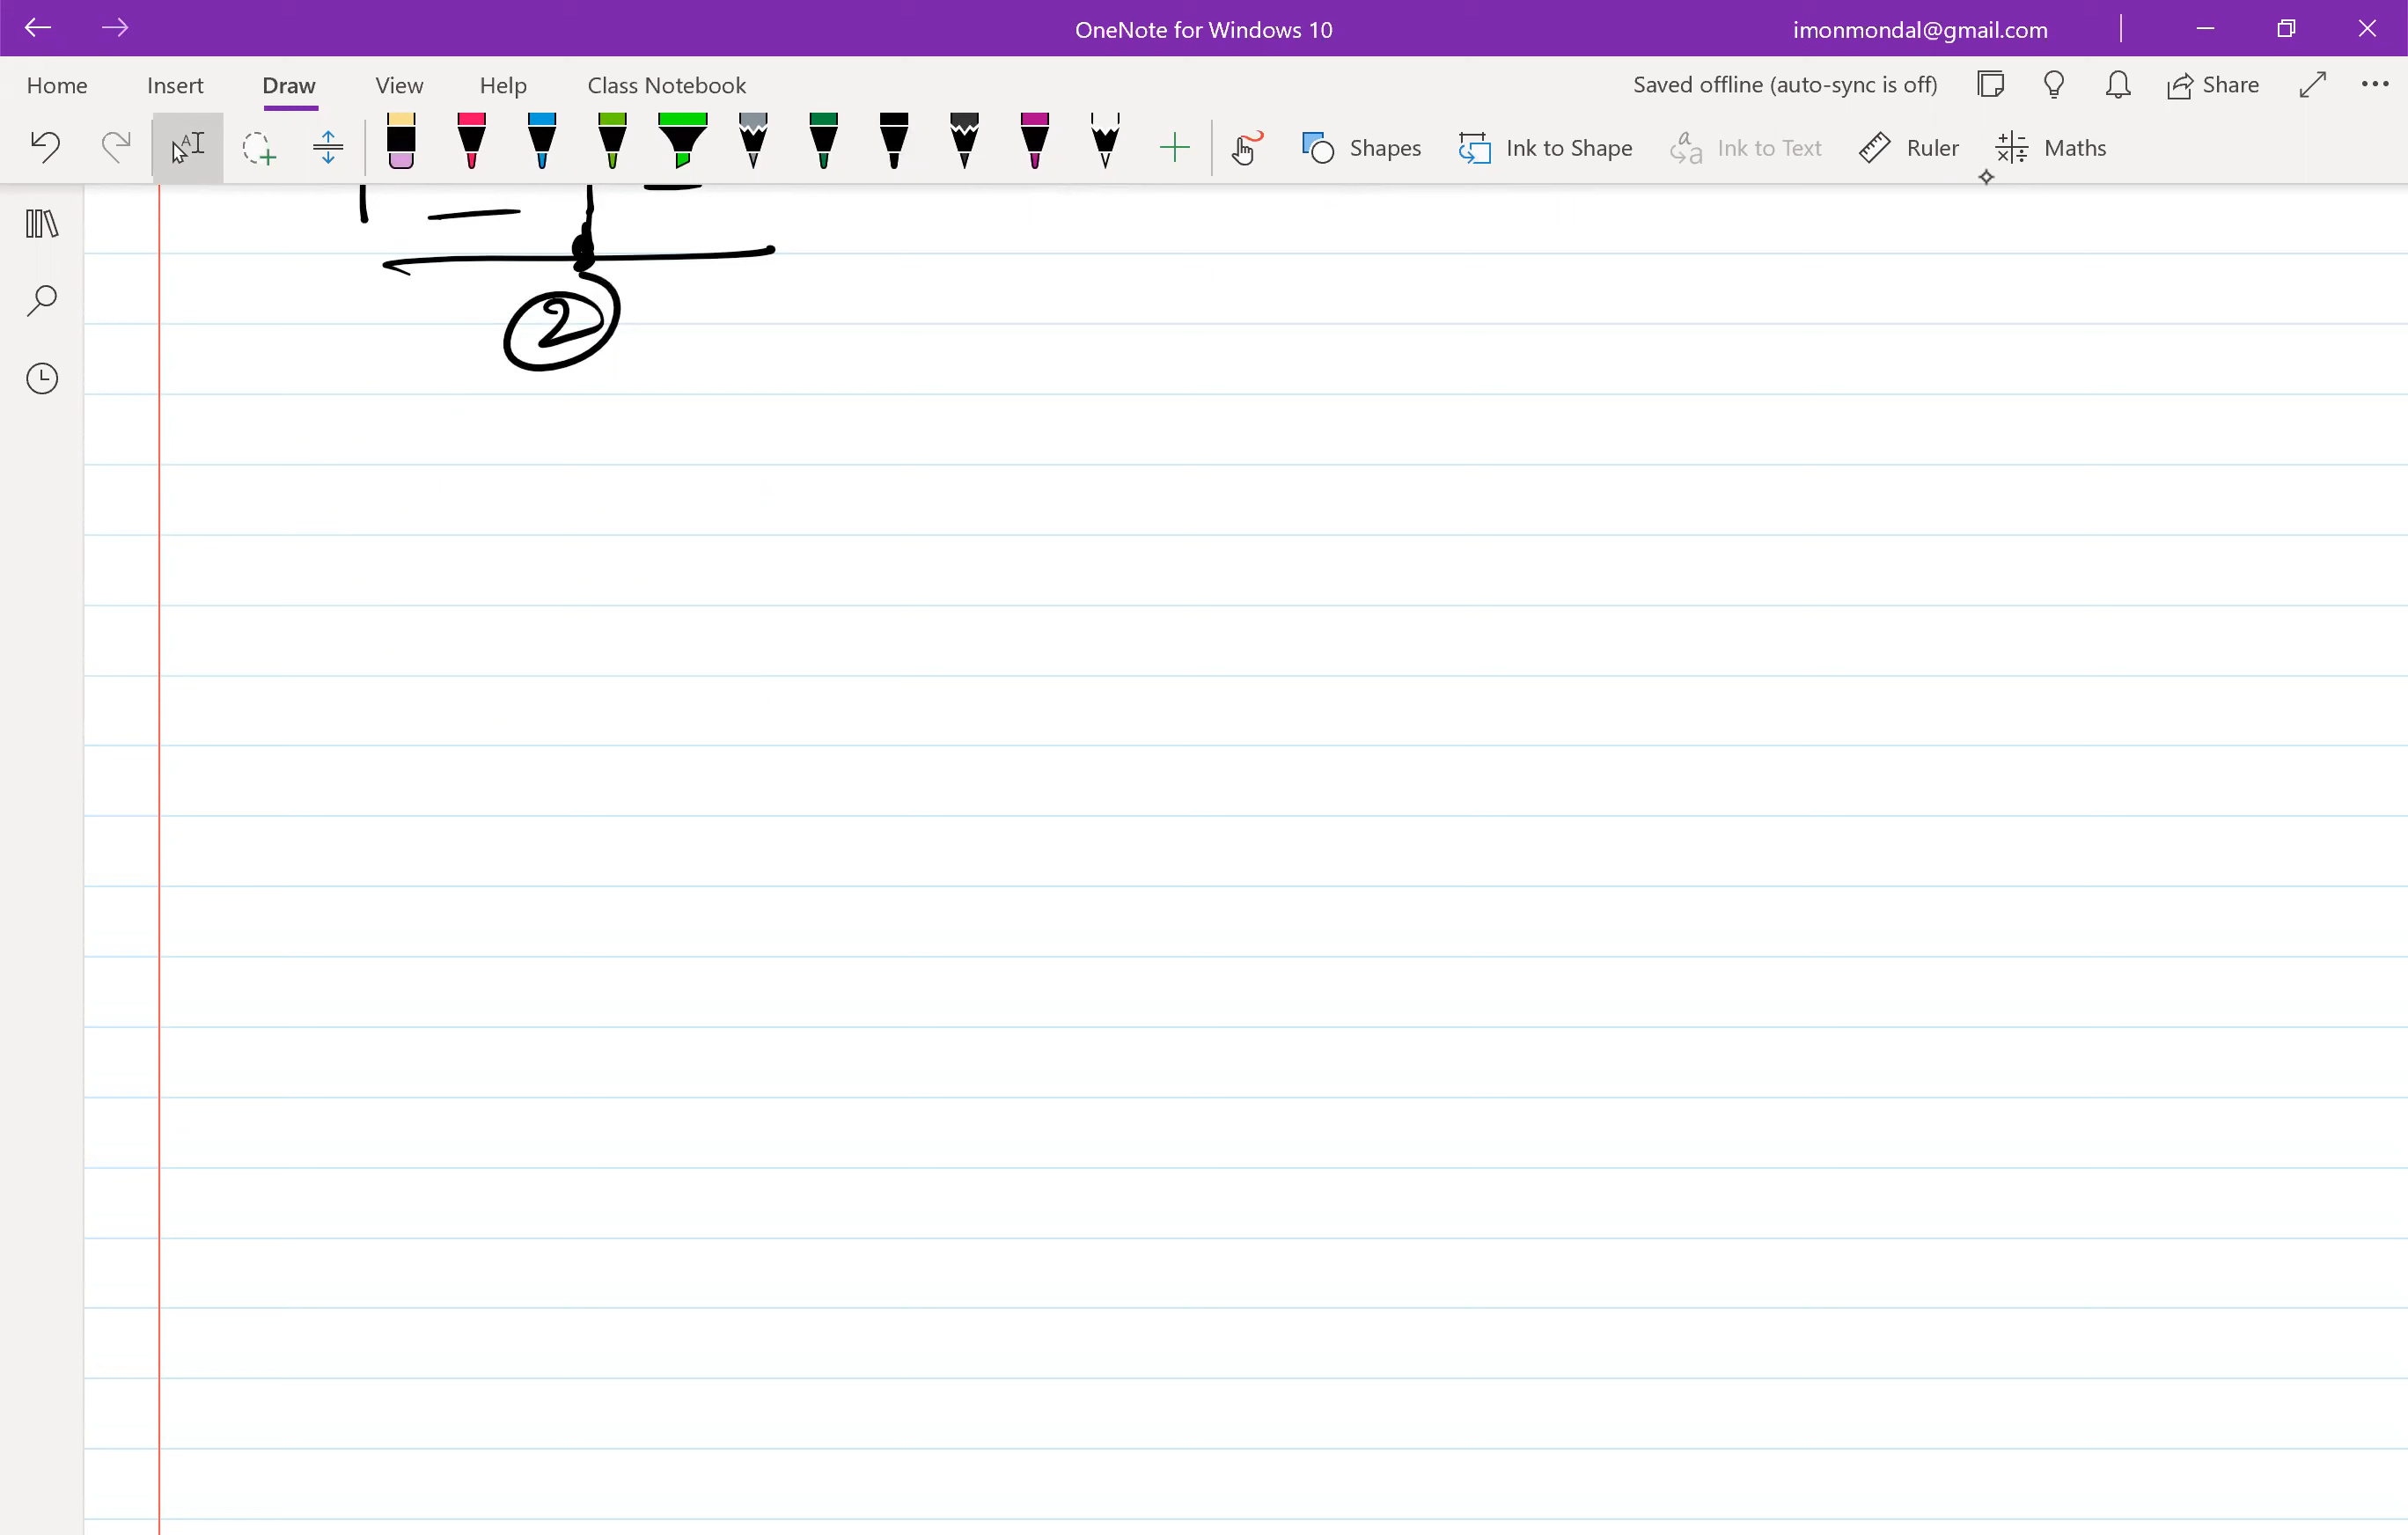 OneNote for Windows 10 imonmondal@gmail.com
Home Insert Draw View Help Class Notebook Saved offline (auto-sync is off) Share
Shapes Ink to Shape Ink to Text Ruler Maths
2